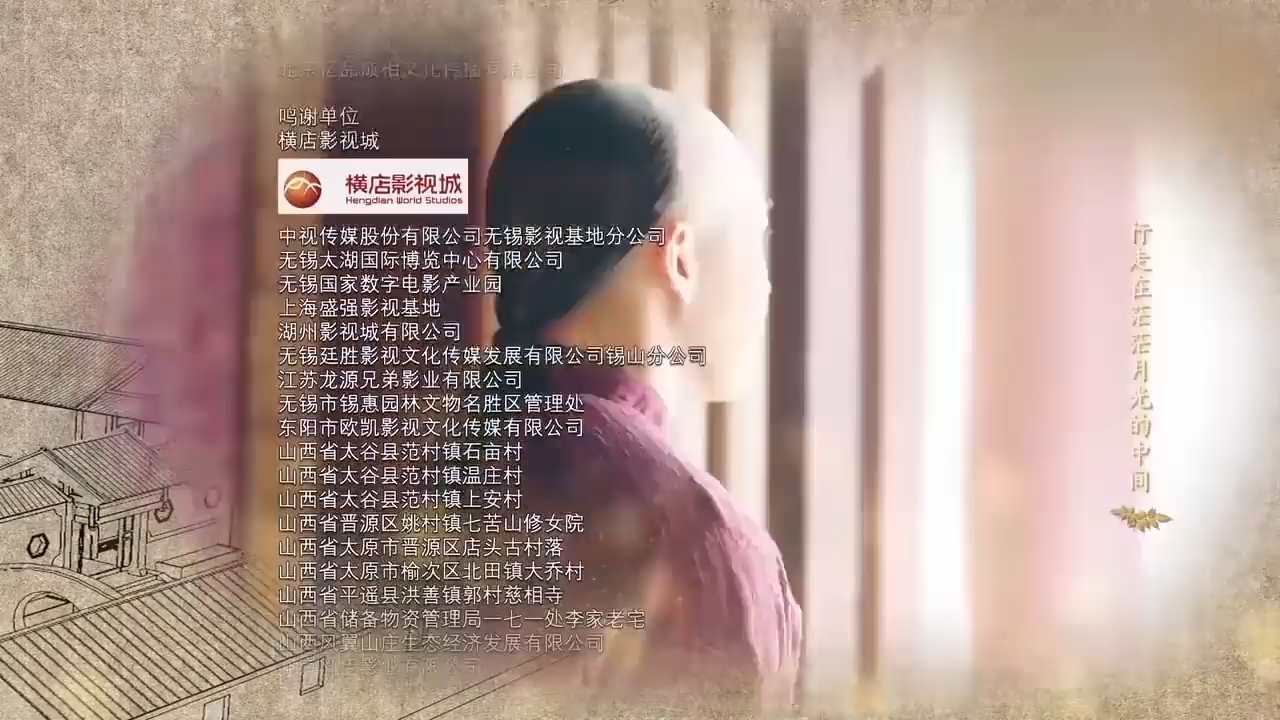 鸣谢单位
横店影视城
横店影视城
Hengdian World Studios
中视传媒股份有限公司无锡影视基地分公司
无锡太湖国际博览中心有限公司
无锡国家数字电影产业园
上海盛强影视基地
湖州影视城有限公司
无锡廷胜影视文化传媒发展有限公司锡山分公司
江苏龙源兄弟影业有限公司
无锡市锡惠园林文物名胜区管理处
东阳市欧凯影视文化传媒有限公司
山西省太谷县范村镇石亩村
山西省太谷县范村镇温庄村
山西省太谷县范村镇上安村
山西省晋源区姚村镇七苦山修女院
山西省太原市晋源区店头古村落
山西省太原市榆次区北田镇大乔村
山西省平遥县洪善镇郭村慈相寺
山西省储备物资管理局一七一处李家老宅
山西凤翼山庄生态经济发展有限公司
行走在茫茫月光的中间